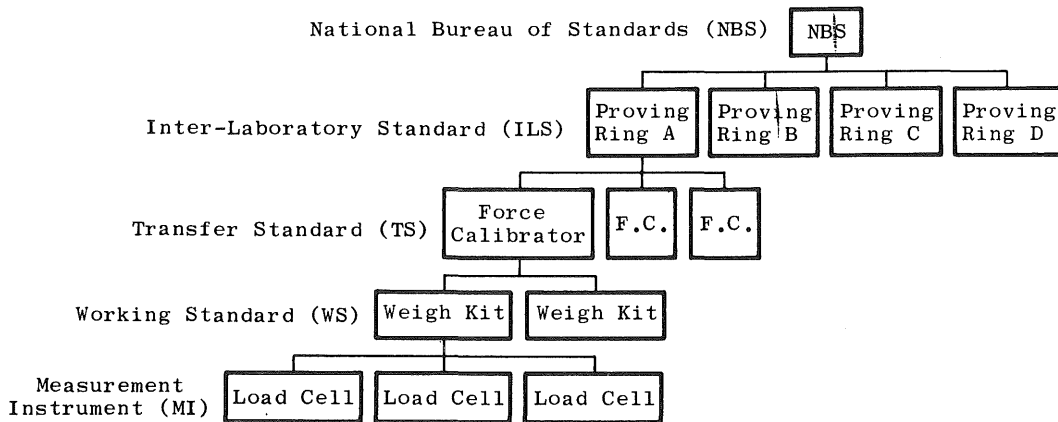 National Bureau of Standards (NBS)
NBS
Inter-Laboratory Standard (ILS)
Proving Ring A
Proving Ring B
Proving Ring C
Proving Ring D
Transfer Standard (TS)
Force Calibrator
F.C.
F.C.
Working Standard (WS)
Weigh Kit
Weigh Kit
Measurement
Instrument (MI)
Load Cell
Load Cell
Load Cell